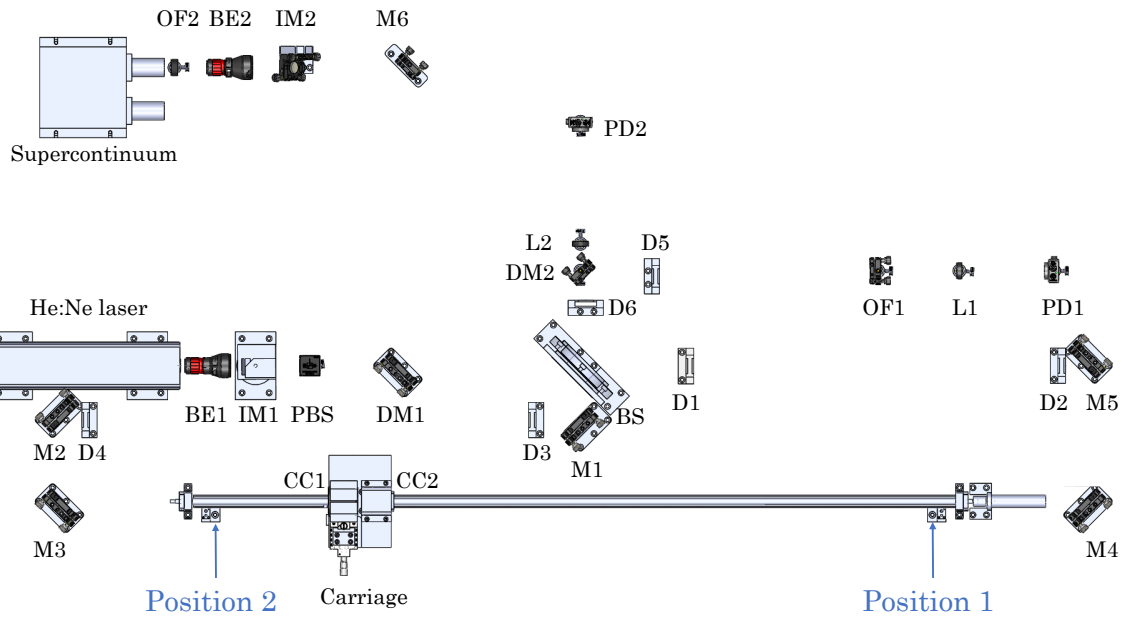 OF2 BE2 IM2 M6
PD2
Supercontinuum
L2 D5
DM2
He:Ne laser D6 OF1 L1 PD1
BE1 IM1 PBS DM1 BS D1 D2 M5
M2 D4 D3 M1
CC1 CC2
M3 M4
Position 2 Carriage Position 1